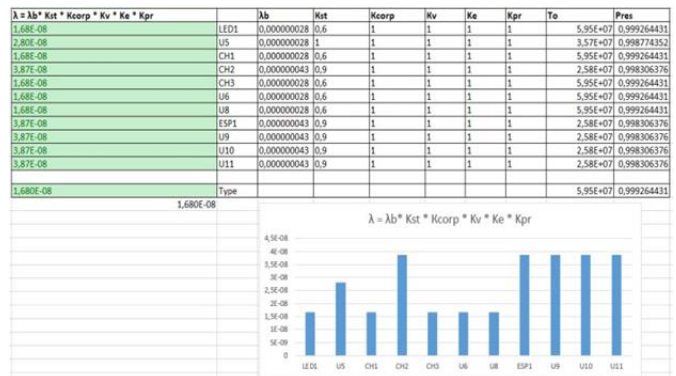 λ = λb* Kst * Kcorp * Kv * Ke * Kpr λb Kst Kcorp Kv Ke Kpr To Pres
1,68E-08 LED1 0,000000028 0,6 1 1 1 1 5,95E+07 0,999264431
2,80E-08 U5 0,000000028 1 1 1 1 1 3,57E+07 0,998774352
1,68E-08 CH1 0,000000028 0,6 1 1 1 1 5,95E+07 0,999264431
3,87E-08 CH2 0,000000043 0,9 1 1 1 1 2,58E+07 0,998306376
1,68E-08 CH3 0,000000028 0,6 1 1 1 1 5,95E+07 0,999264431
1,68E-08 U6 0,000000028 0,6 1 1 1 1 5,95E+07 0,999264431
1,68E-08 U8 0,000000028 0,6 1 1 1 1 5,95E+07 0,999264431
3,87E-08 ESP1 0,000000043 0,9 1 1 1 1 2,58E+07 0,998306376
3,87E-08 U9 0,000000043 0,9 1 1 1 1 2,58E+07 0,998306376
3,87E-08 U10 0,000000043 0,9 1 1 1 1 2,58E+07 0,998306376
3,87E-08 U11 0,000000043 0,9 1 1 1 1 2,58E+07 0,998306376
1,680E-08 Type 5,95E+07 0,999264431
1,680E-08
λ = λb* Kst * Kcorp * Kv * Ke * Kpr
4,5E-08
4E-08
3,5E-08
3E-08
2,5E-08
2E-08
1,5E-08
1E-08
5E-09
0
LED1 U5 CH1 CH2 CH3 U6 U8 ESP1 U9 U10 U11